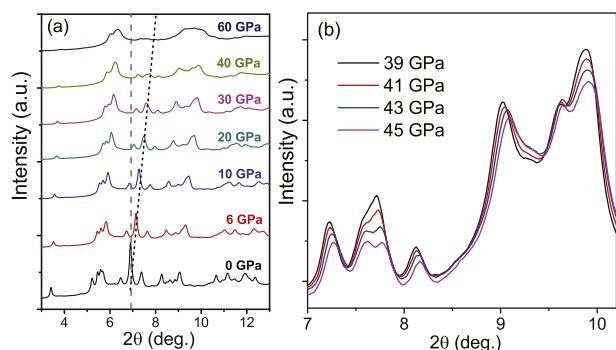 (a)
60 GPa
40 GPa
30 GPa
20 GPa
10 GPa
6 GPa
0 GPa
Intensity (a.u.)
4 6 8 10 12
2θ (deg.)
(b)
39 GPa
41 GPa
43 GPa
45 GPa
Intensity (a.u.)
7 8 9 10
2θ (deg.)